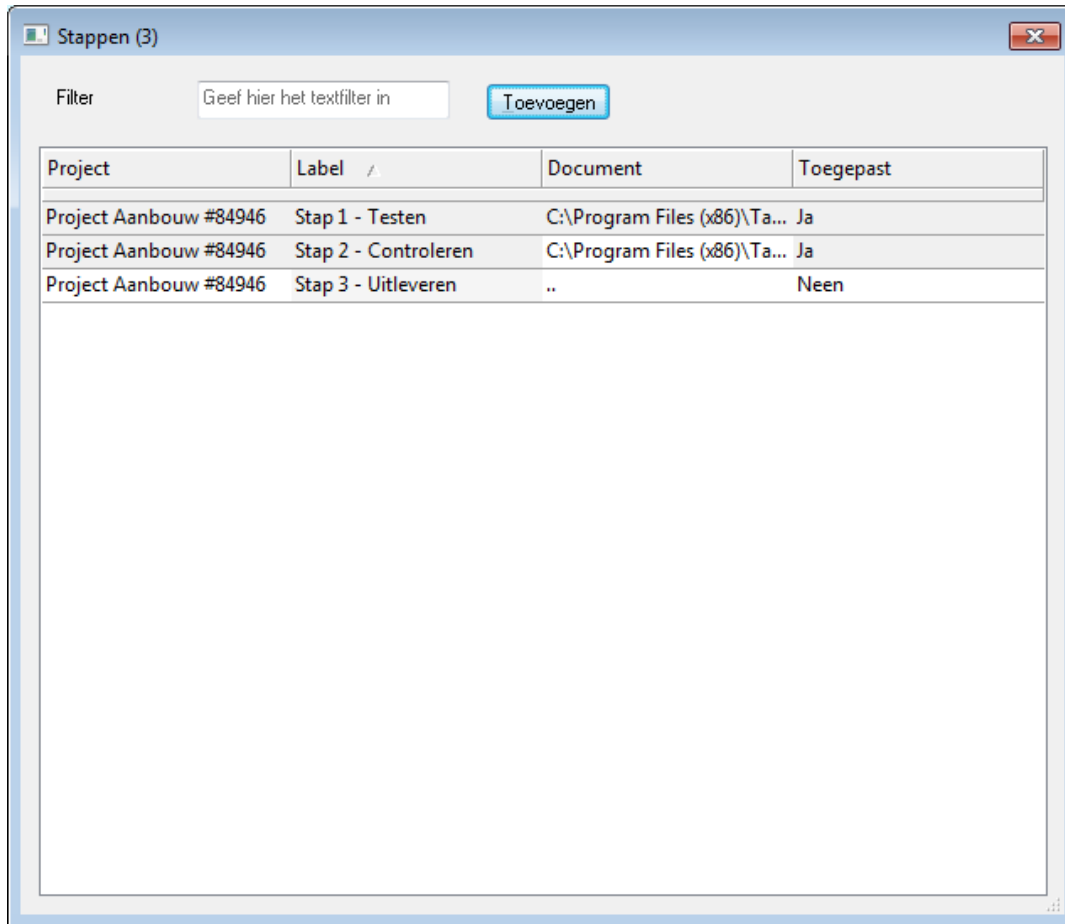 Stappen (3)
Filter Geef hier het textfilter in Toevoegen
Project Label Document Toegepast
Project Aanbouw #84946 Stap 1 - Testen C:\Program Files (x86)\Ta... Ja
Project Aanbouw #84946 Stap 2 - Controleren C:\Program Files (x86)\Ta... Ja
Project Aanbouw #84946 Stap 3 - Uitleveren .. Neen